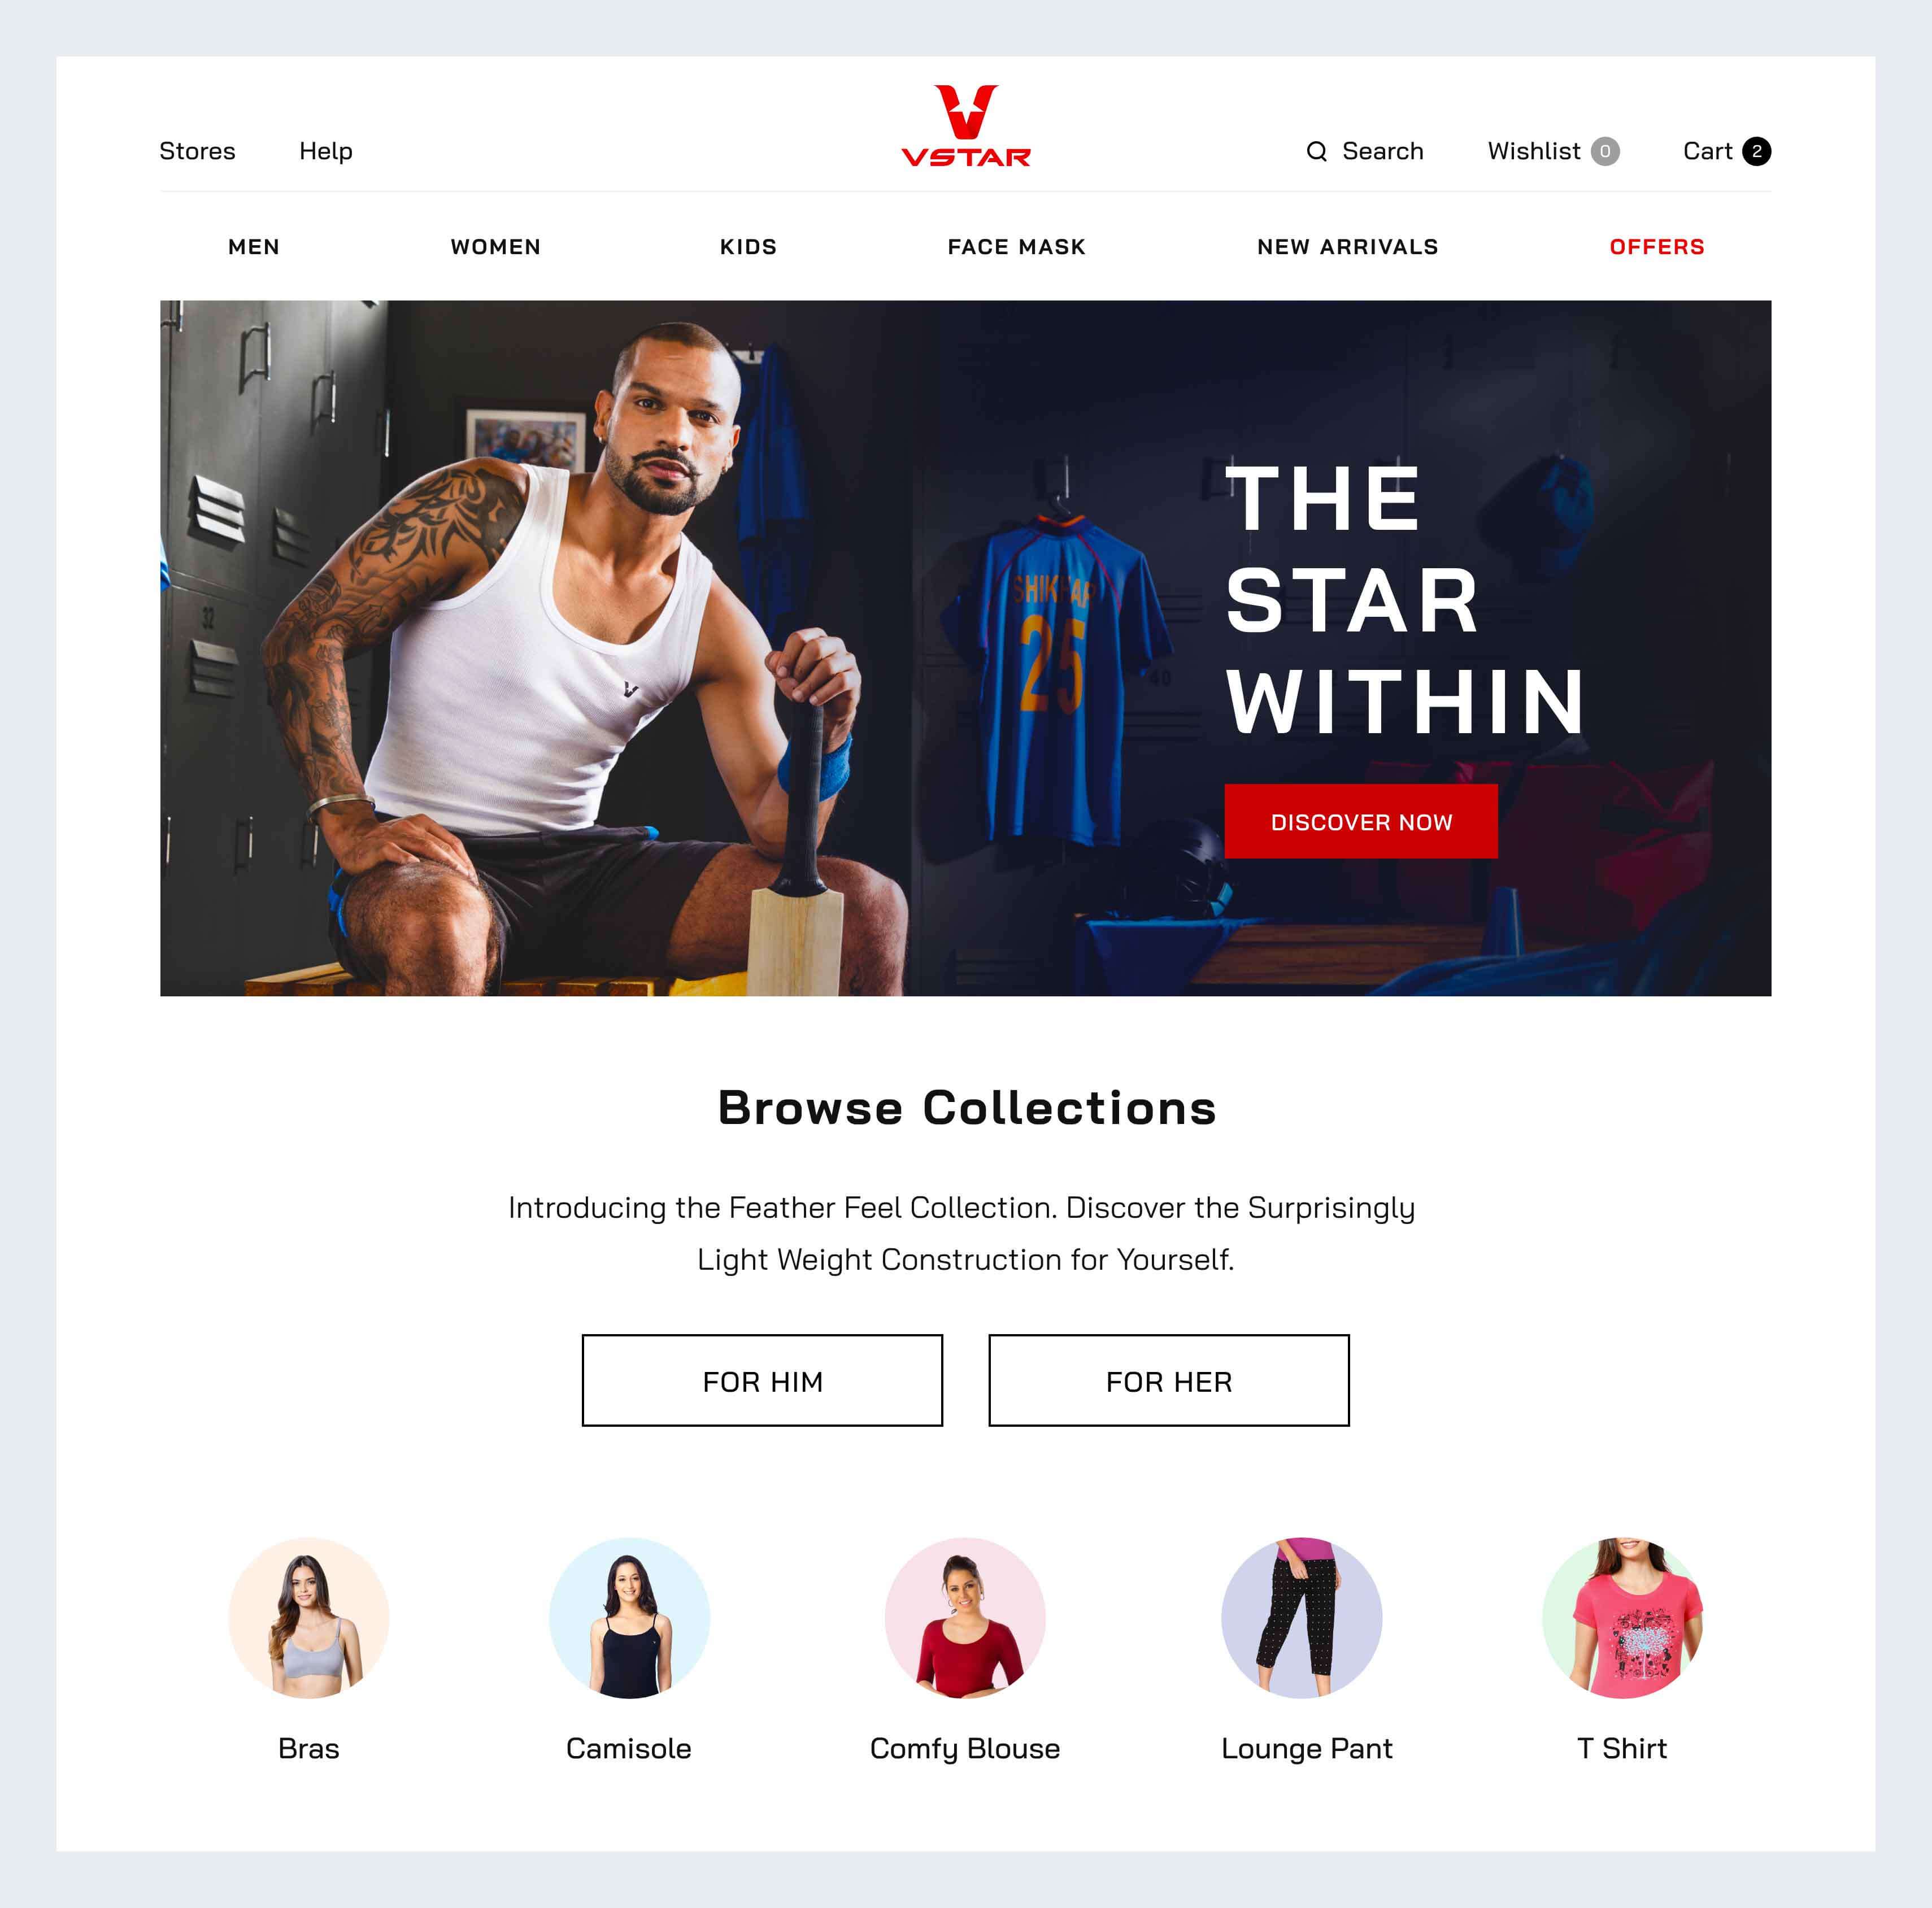 VSTAR
Stores Help Search Wishlist 0 Cart 2
MEN WOMEN KIDS FACE MASK NEW ARRIVALS OFFERS
THE
STAR
WITHIN
25
32
40
DISCOVER NOW
Browse Collections
Introducing the Feather Feel Collection. Discover the Surprisingly
Light Weight Construction for Yourself.
FOR HIM FOR HER
Bras Camisole Comfy Blouse Lounge Pant T Shirt